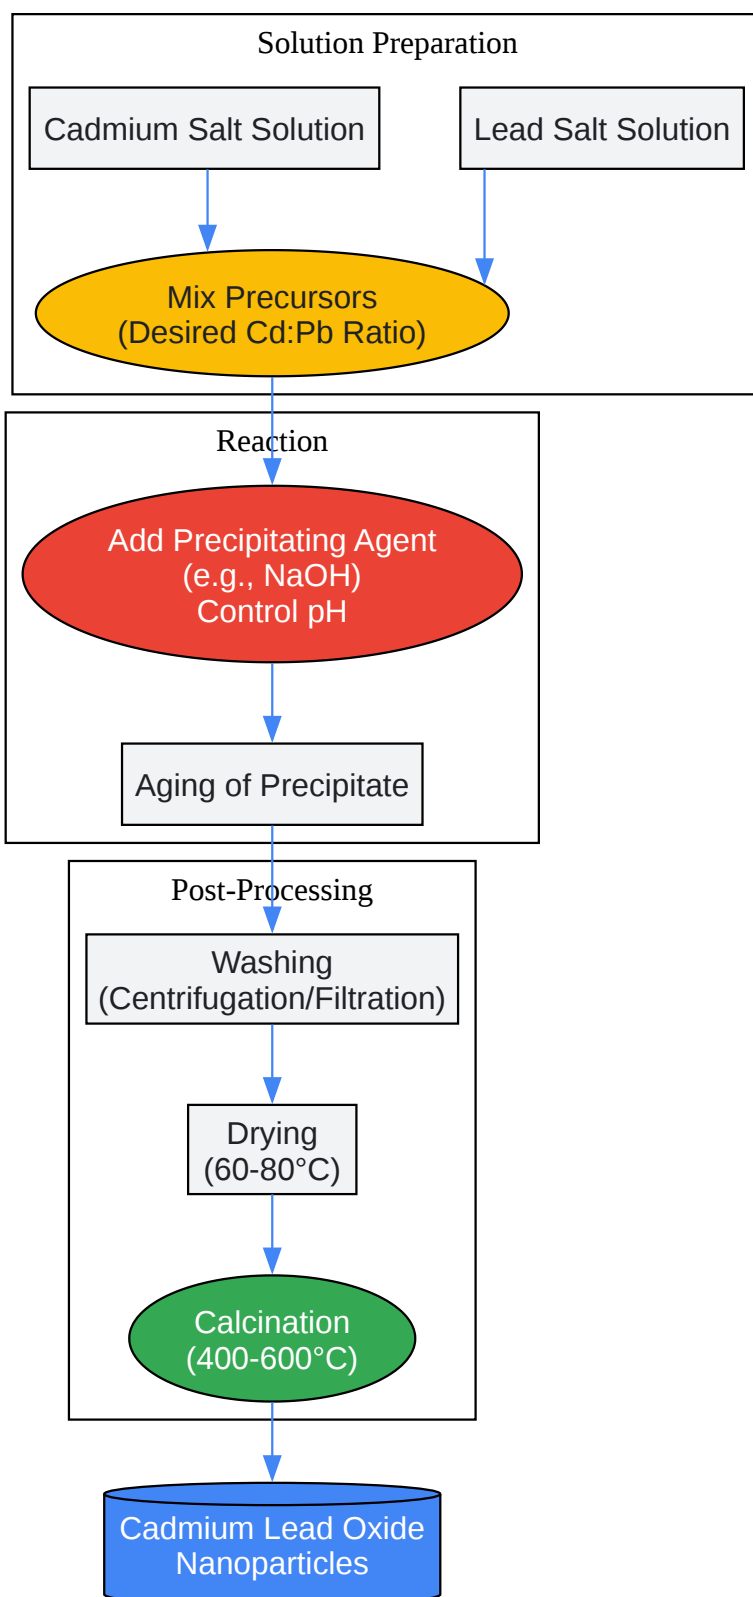 Solution Preparation
Cadmium Salt Solution
Lead Salt Solution
Mix Precursors
(Desired Cd:Pb Ratio)
Reaction
Add Precipitating Agent
(e.g., NaOH)
Control pH
Aging of Precipitate
Post-Processing
Washing
(Centrifugation/Filtration)
Drying
(60-80°C)
Calcination
(400-600°C)
Cadmium Lead Oxide
Nanoparticles